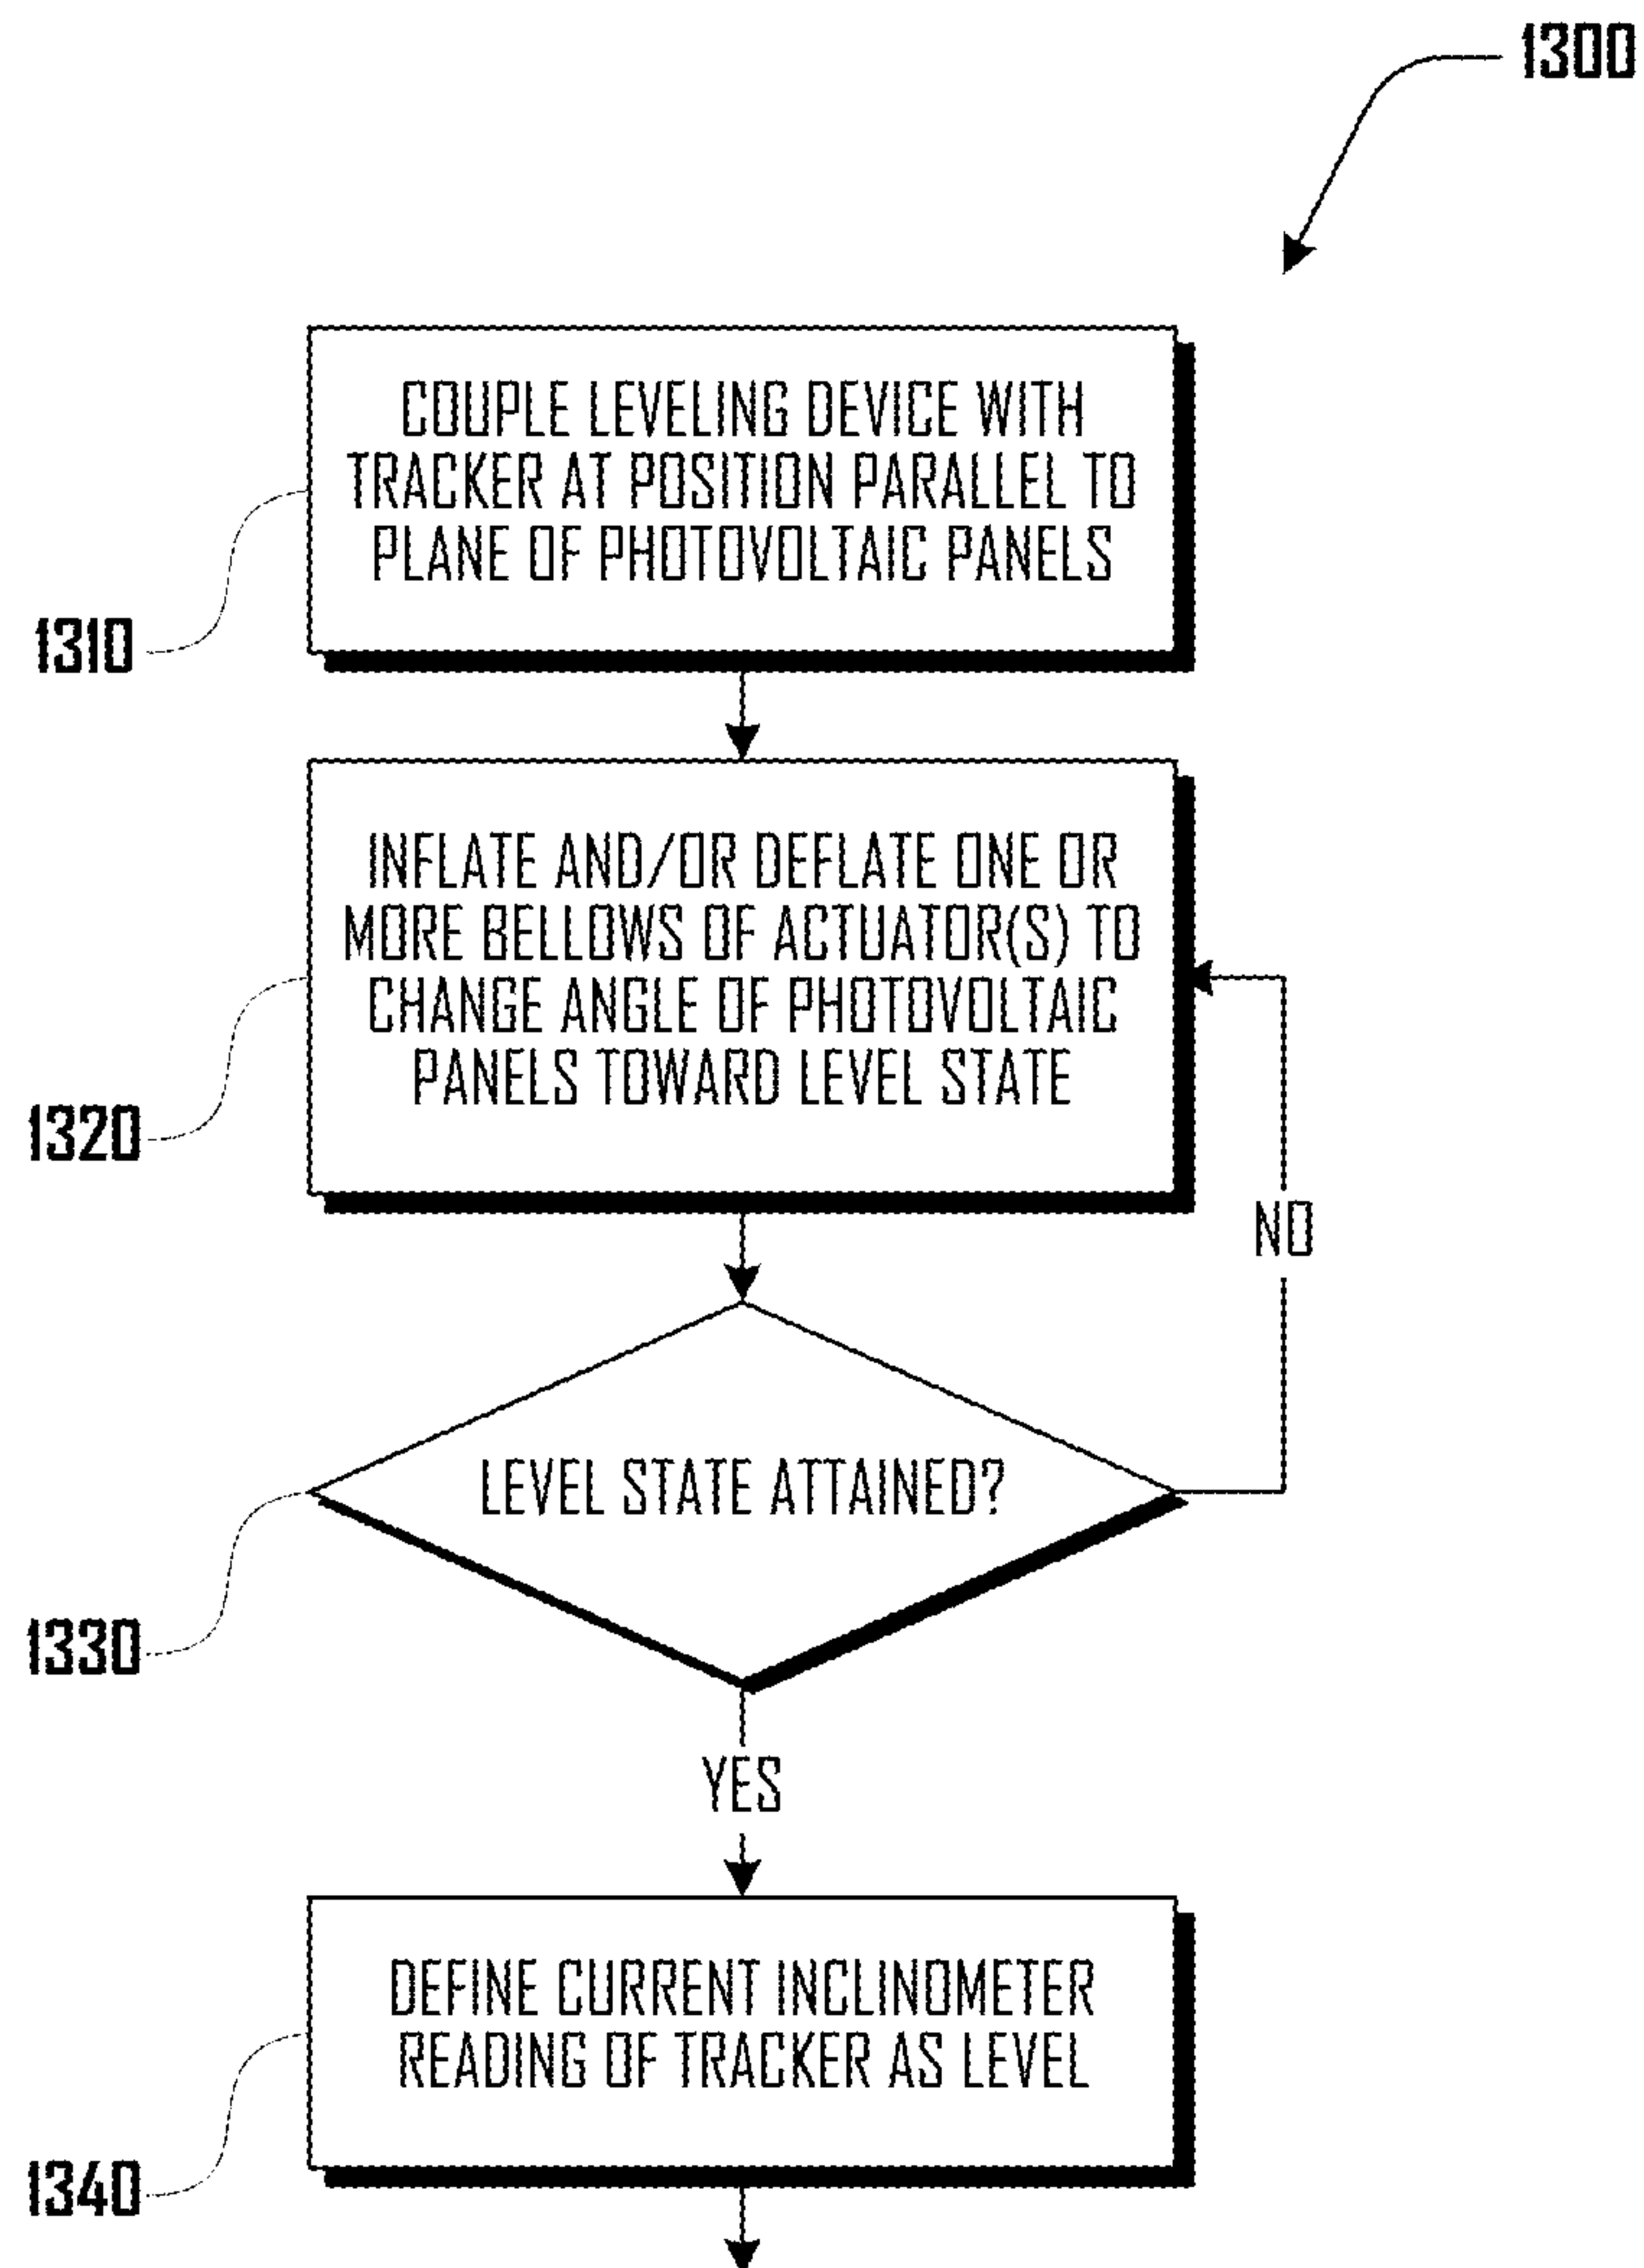 1300
COUPLE LEVELING DEVICE WITH
TRACKER AT POSITION PARALLEL TO
PLANE OF PHOTOVOLTAIC PANELS
1310
INFLATE AND/OR DEFLATE ONE OR
MORE BELLOWS OF ACTUATOR(S) TO
CHANGE ANGLE OF PHOTOVOLTAIC
PANELS TOWARD LEVEL STATE
1320
NO
LEVEL STATE ATTAINED?
1330
YES
DEFINE CURRENT INCLINOMETER
READING OF TRACKER AS LEVEL
1340